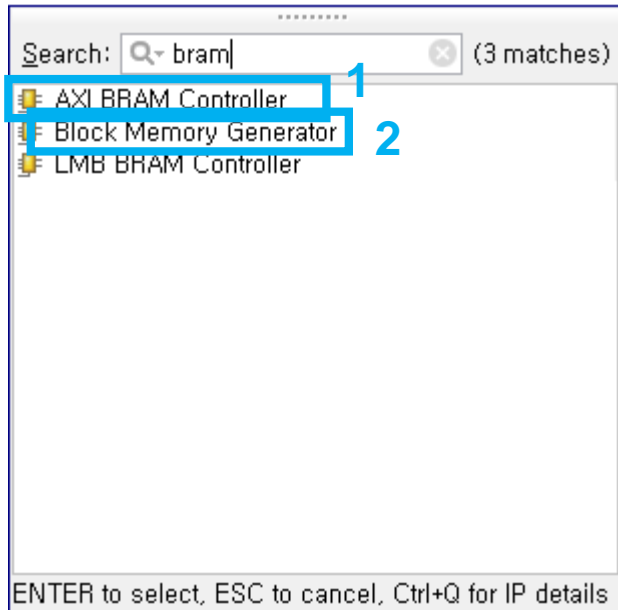 Search: bram (3 matches)
AXI BRAM Controller 1
Block Memory Generator 2
LMB BRAM Controller
ENTER to select, ESC to cancel, Ctrl+Q for IP details